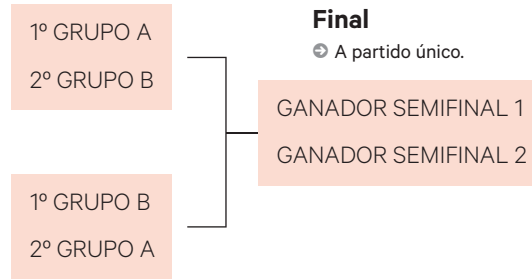 1º GRUPO A
2º GRUPO B
Final
A partido único.
GANADOR SEMIFINAL 1
GANADOR SEMIFINAL 2
1º GRUPO B
2º GRUPO A